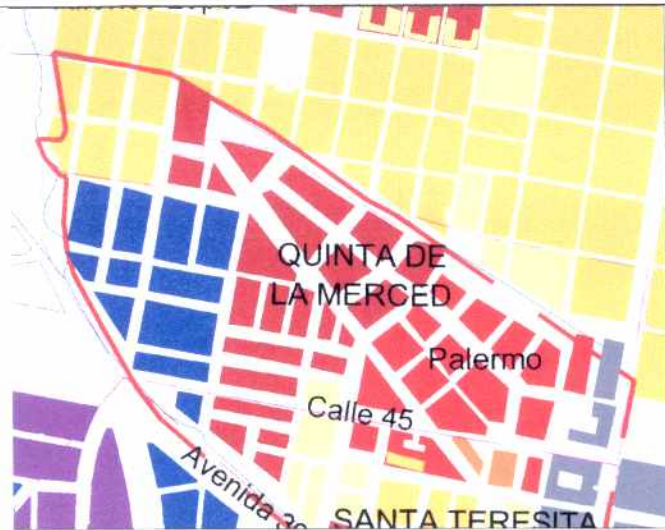 QUINTA DE
LA MERCED
Palermo
Calle 45
Avenida
SANTA TERESITA